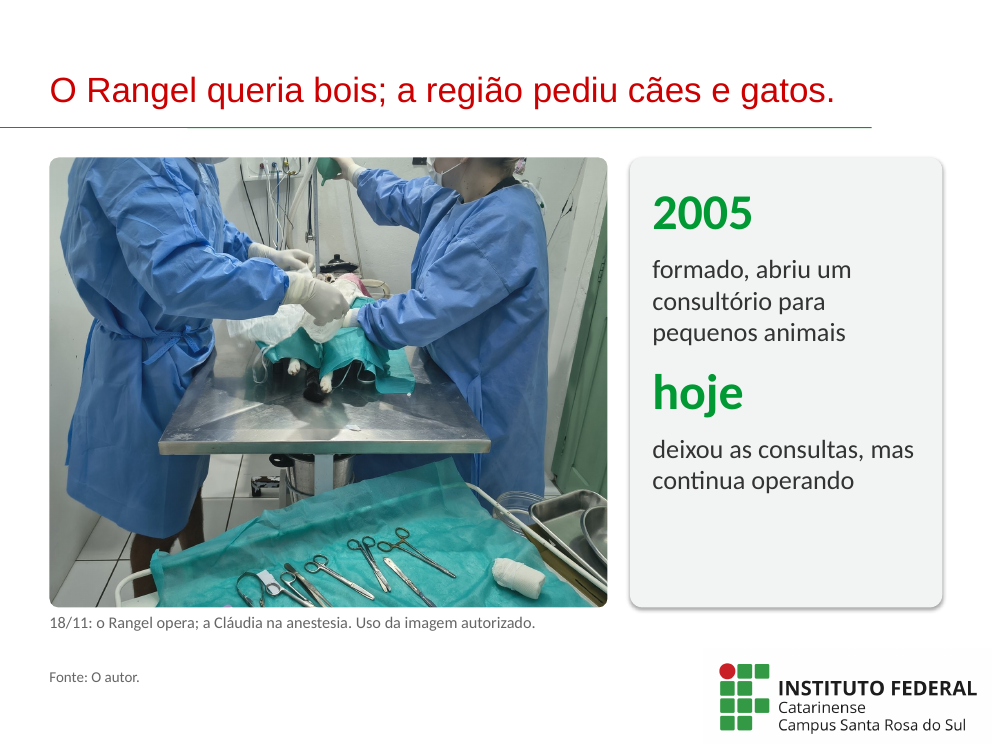 O Rangel queria bois; a região pediu cães e gatos.
2005
formado, abriu um
consultório para
pequenos animais
hoje
deixou as consultas, mas
continua operando
18/11: o Rangel opera; a Cláudia na anestesia. Uso da imagem autorizado.
Fonte: O autor.
INSTITUTO FEDERAL
Catarinense
Campus Santa Rosa do Sul